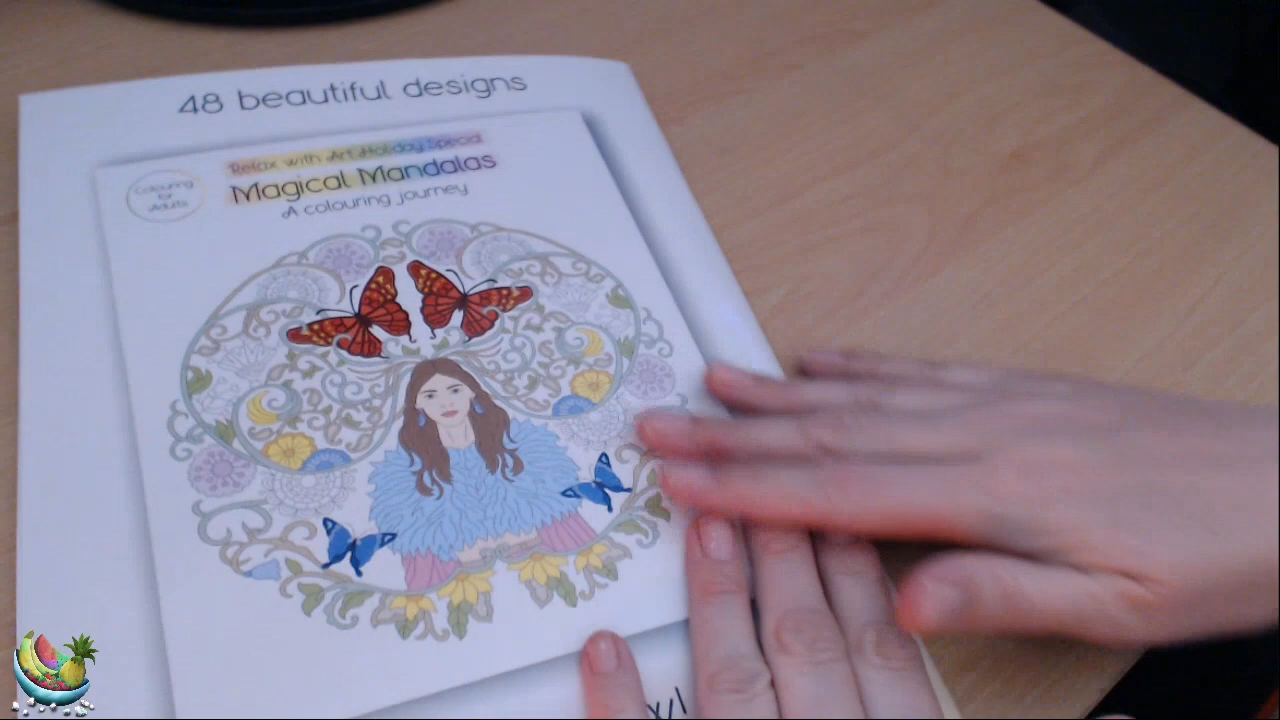 48 beautiful designs
Relax with Art Holiday Special
Magical Mandalas
A colouring journey
Colouring
for
Adults